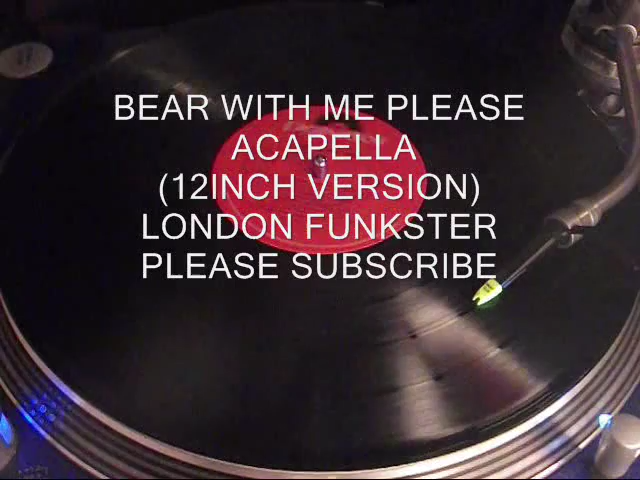 BEAR WITH ME PLEASE
ACAPELLA
(12INCH VERSION)
LONDON FUNKSTER
PLEASE SUBSCRIBE